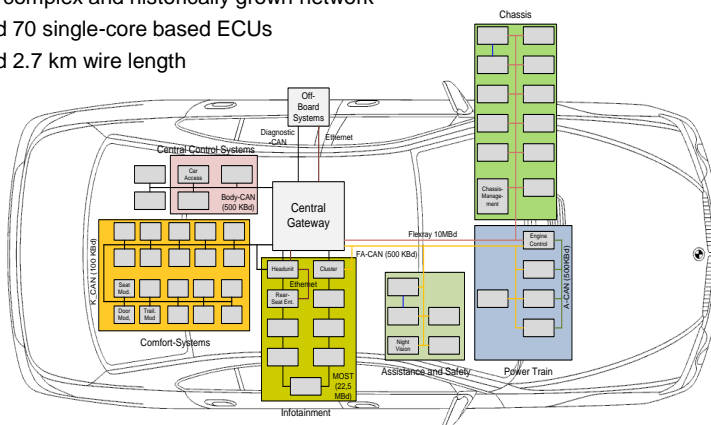 complex and historically grown network
d 70 single-core based ECUs
d 2.7 km wire length
Chassis
Off-
Board
Systems
Diagnostic
-CAN
Ethernet
Central Control Systems
Car
Access
Body-CAN
(500 KBd)
Central
Gateway
Chassis-
Manage-
ment
Flexray 10MBd
FA-CAN (500 KBd)
Engine
Control
A-CAN (500KBd)
K_CAN (100 KBd)
Seat
Mod.
Door
Mod,
Trail.
Mod
Comfort-Systems
Headunit
Cluster
Ethernet
Rear-
Seat Ent.
MOST
(22,5
MBd)
Infotainment
Night
Vision
Assistance and Safety
Power Train